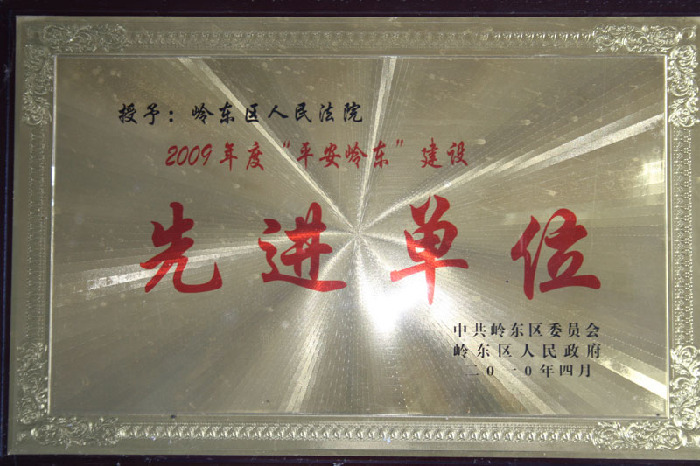 授予：岭东区人民法院
2009年度“平安岭东”建设
先进单位
中共岭东区委员会
岭东区人民政府
二〇一〇年四月